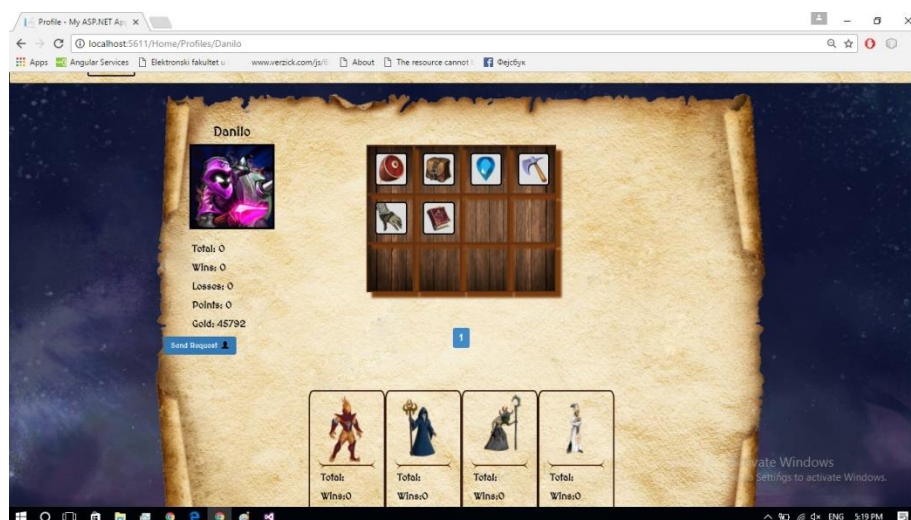 Profile - My ASP.NET Ap
localhost:5611/Home/Profiles/Danilo
Apps Angular Services Elektronski fakultet u www.verzick.com/js/ About The resource cannot Фејсбук
Danilo
Total: 0
Wins: 0
Losses: 0
Points: 0
Gold: 45792
Send Request
1
Total: Total: Total: Total:
Wins:0 Wins:0 Wins:0 Wins:0
Windows
Settings to activate Windows.
ENG 5:19 PM